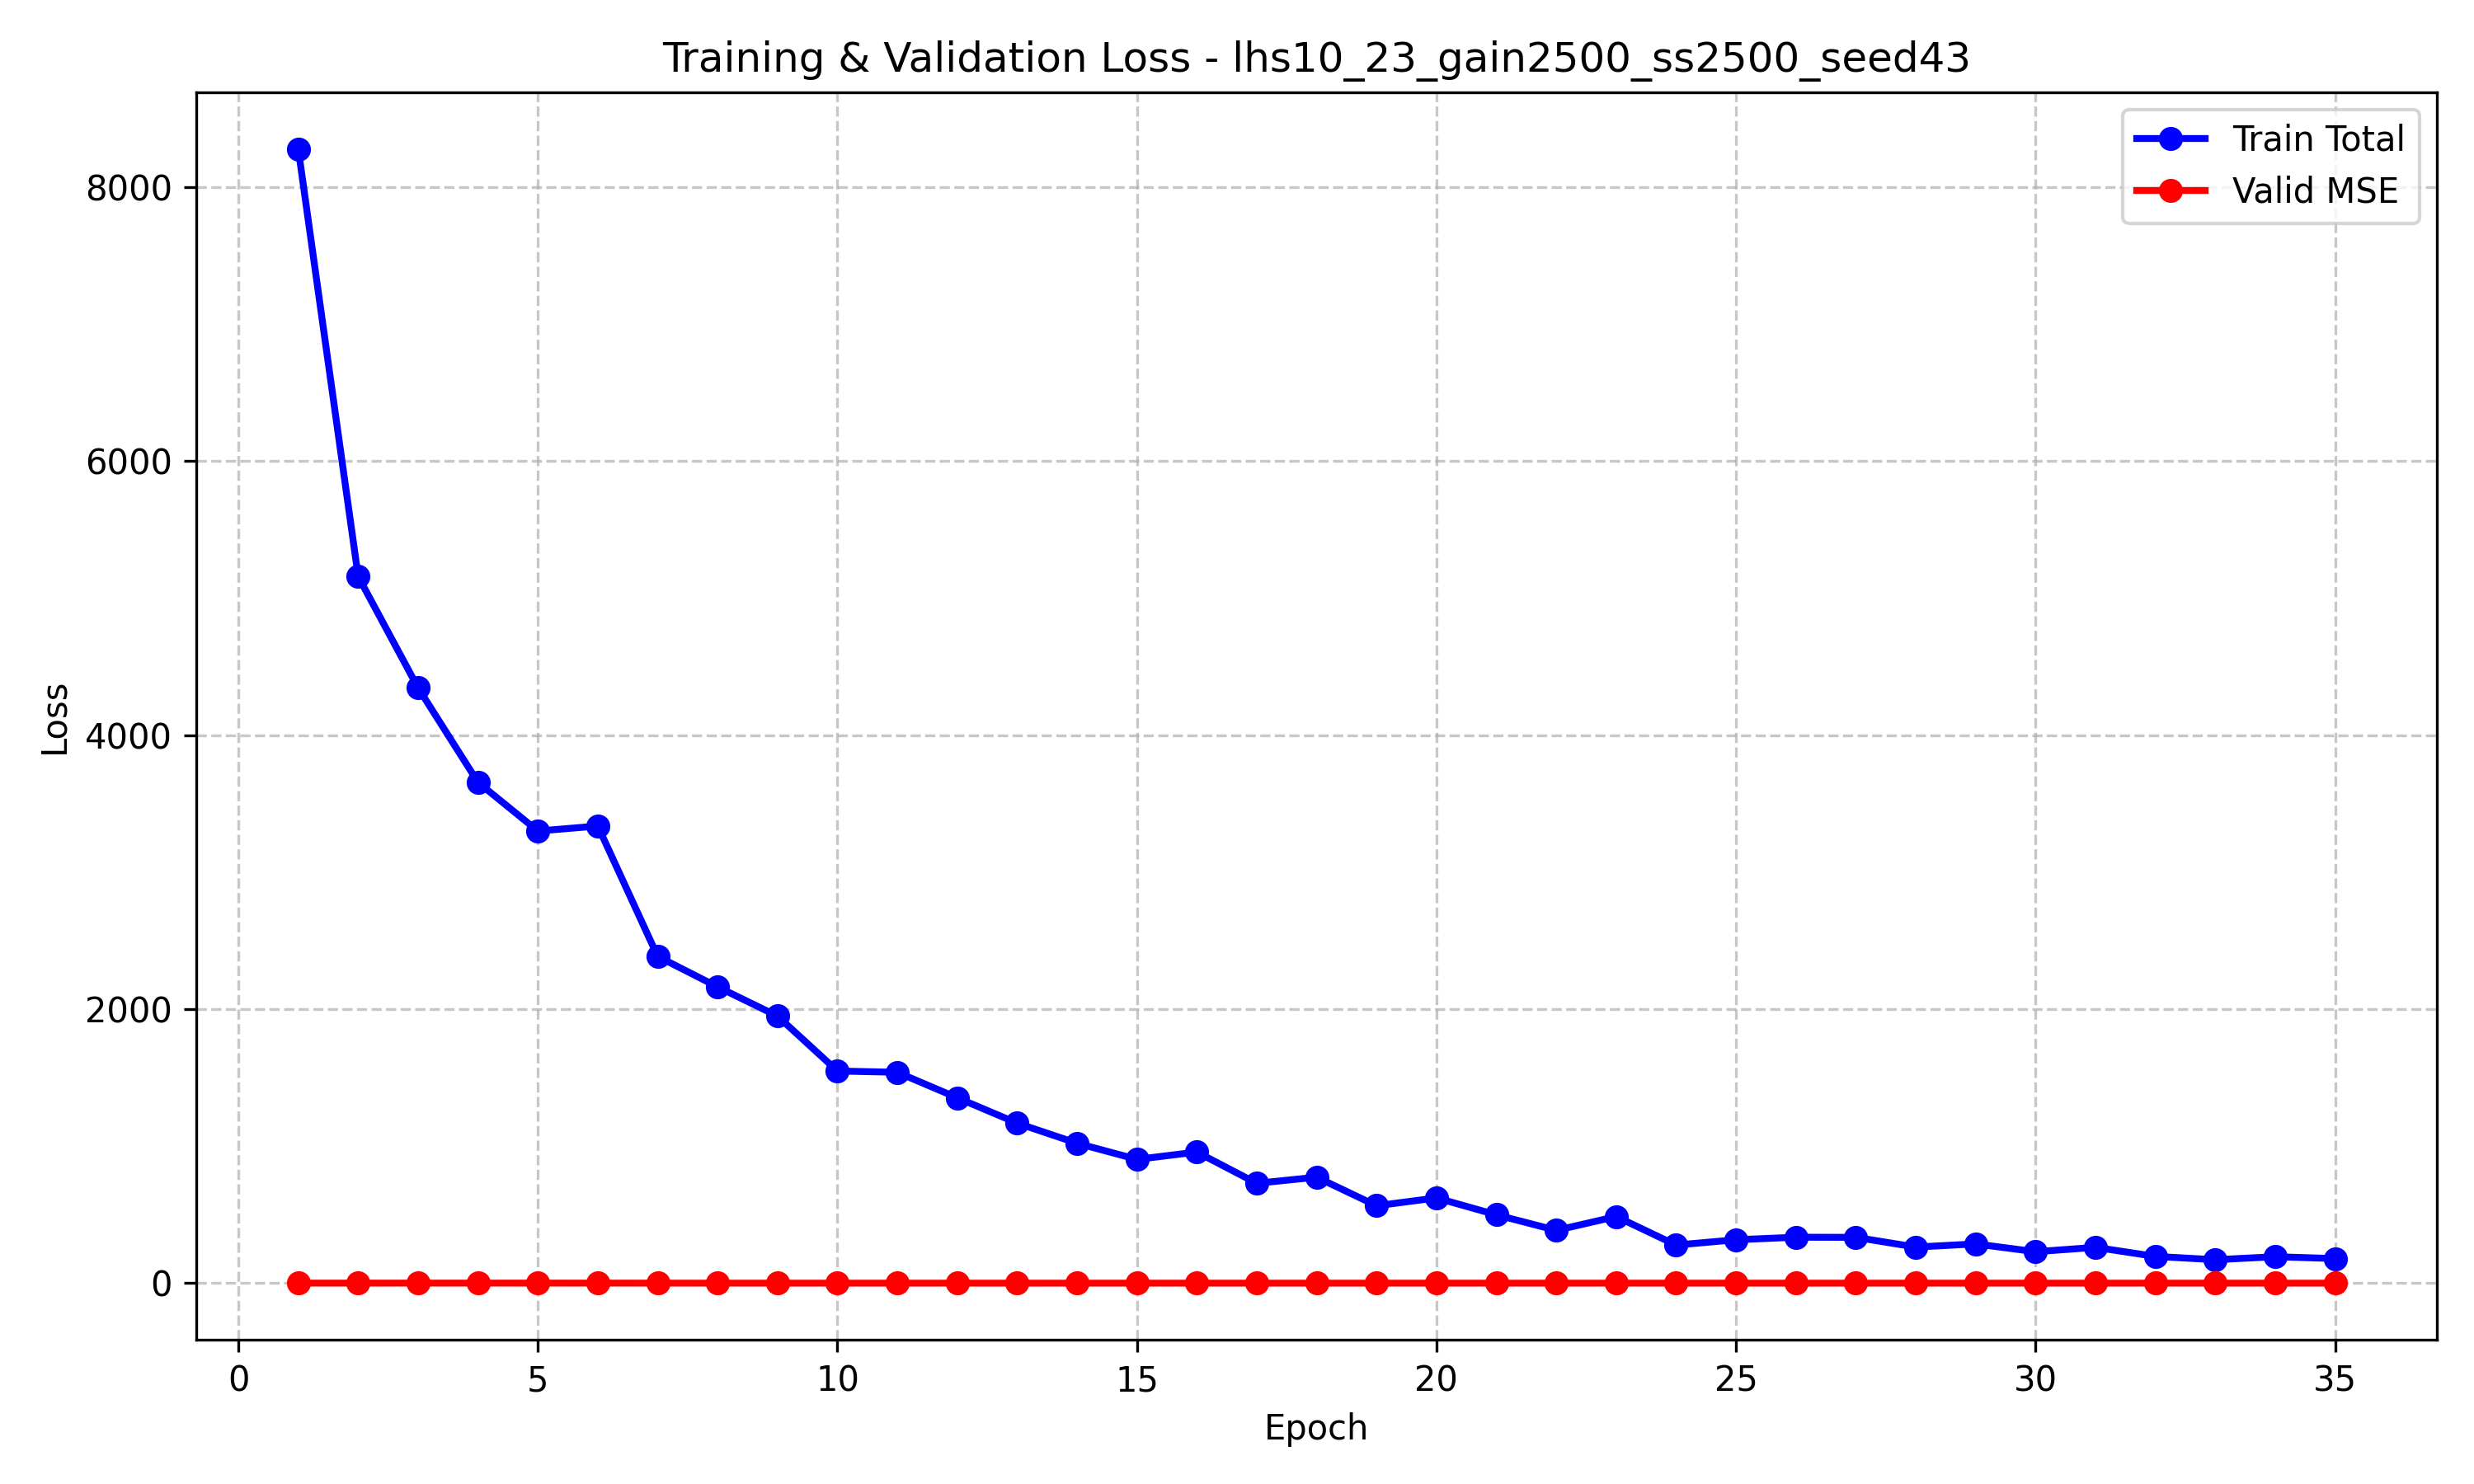 Training & Validation Loss - lhs10_23_gain2500_ss2500_seed43
Train Total
Valid MSE
Loss
8000
6000
4000
2000
0
0 5 10 15 20 25 30 35
Epoch